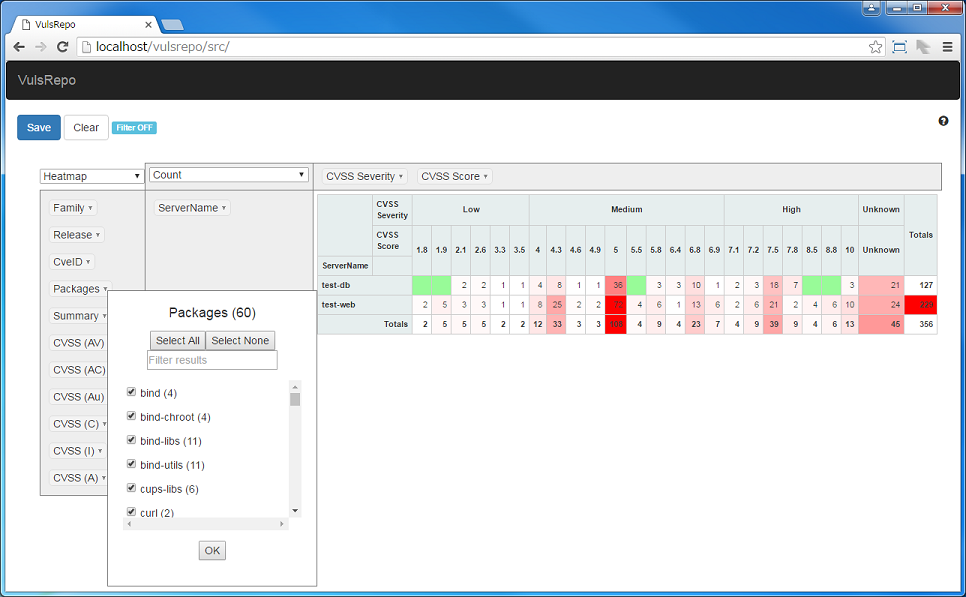 VulsRepo
localhost/vulsrepo/src/
VulsRepo
Save Clear Filter OFF
Heatmap Count CVSS Severity CVSS Score
Family ServerName
Release
CveID
Packages
Summary
CVSS (AV)
CVSS (AC)
CVSS (Au)
CVSS (C)
CVSS (I)
CVSS (A)
CVSS Severity Low Medium High Unknown Totals
CVSS Score 1.8 1.9 2.1 2.6 3.3 3.5 4 4.3 4.6 4.9 5 5.5 5.8 6.4 6.8 6.9 7.1 7.2 7.5 7.8 8.5 8.8 10 Unknown
ServerName
test-db 2 2 1 1 4 8 1 1 36 3 3 10 1 2 3 18 7 3 21 127
test-web 2 5 3 3 1 1 8 25 2 2 4 6 1 13 6 2 6 21 2 4 6 10 24 229
Totals 2 5 5 5 2 2 12 33 3 3 4 9 4 23 7 4 9 39 9 4 6 13 45 356
Packages (60)
Select All Select None
Filter results
bind (4)
bind-chroot (4)
bind-libs (11)
bind-utils (11)
cups-libs (6)
curl (2)
OK